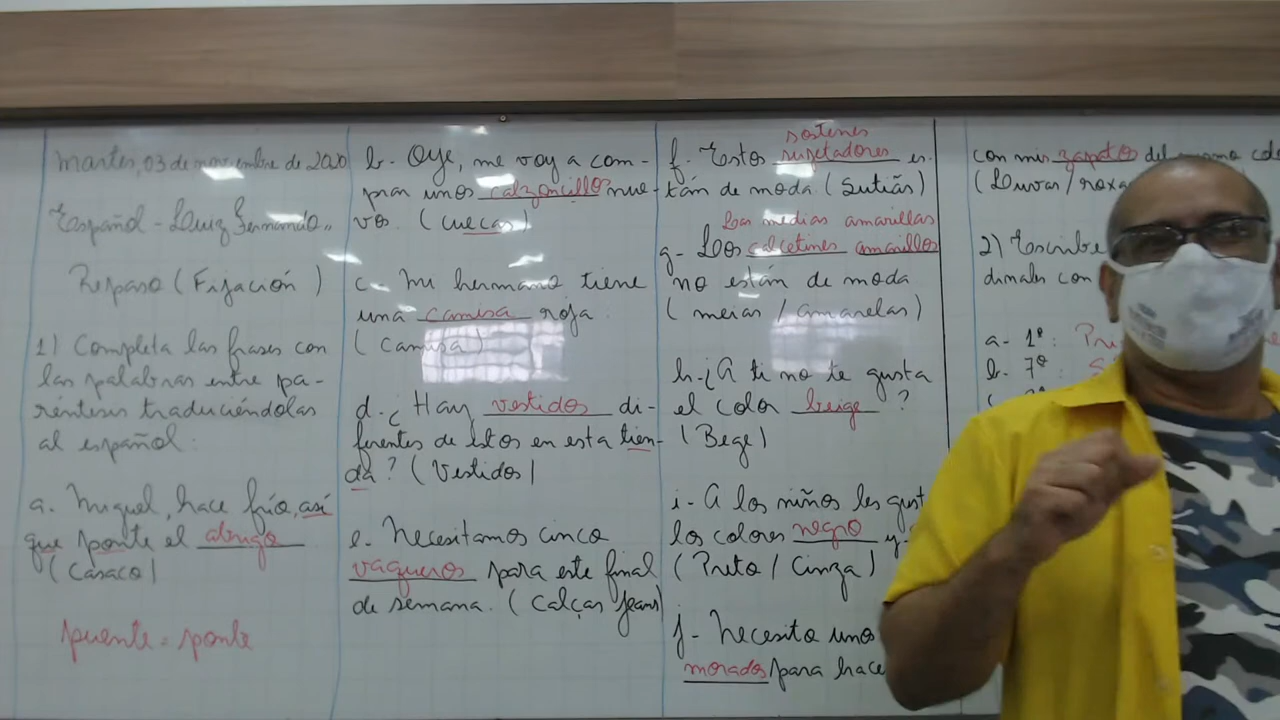 Martes, 03 de noviembre de 2020
Español - Luiz Fernando
Repaso (Fijación)
1) Completa las frases con
las palabras entre pa-
réntesis traduciéndolas
al español:
a. Miguel, hace frío, así
que ponte el abrigo
(Casaco)
puente = ponte
b- Oye, me voy a com-
prar unos calzoncillos nue-
vos. (cuecas)
c. Mi hermano tiene
una camisa roja.
(Camisa)
d. ¿Hay vestidos di-
ferentes de estos en esta tien-
da? (Vestidos)
e. Necesitamos cinco
vaqueros para este final
de semana. (Calças Jeans)
sostenes
f. Estos sujetadores es-
tán de moda (Sutiãs)
Las medias amarillas
g- Los calcetines amarillos
no están de moda
(meias / amarelas)
h- ¿A ti no te gusta
el color beige ?
(Bege)
i- A los niños les gust
los colores negro y
(Preto / Cinza)
j- Necesito unos
morados para hace
con mis zapatos del mismo colo
(Luvas / roxa
2) Escribe
dinales con
a- 1º: Pri
b- 7º: S